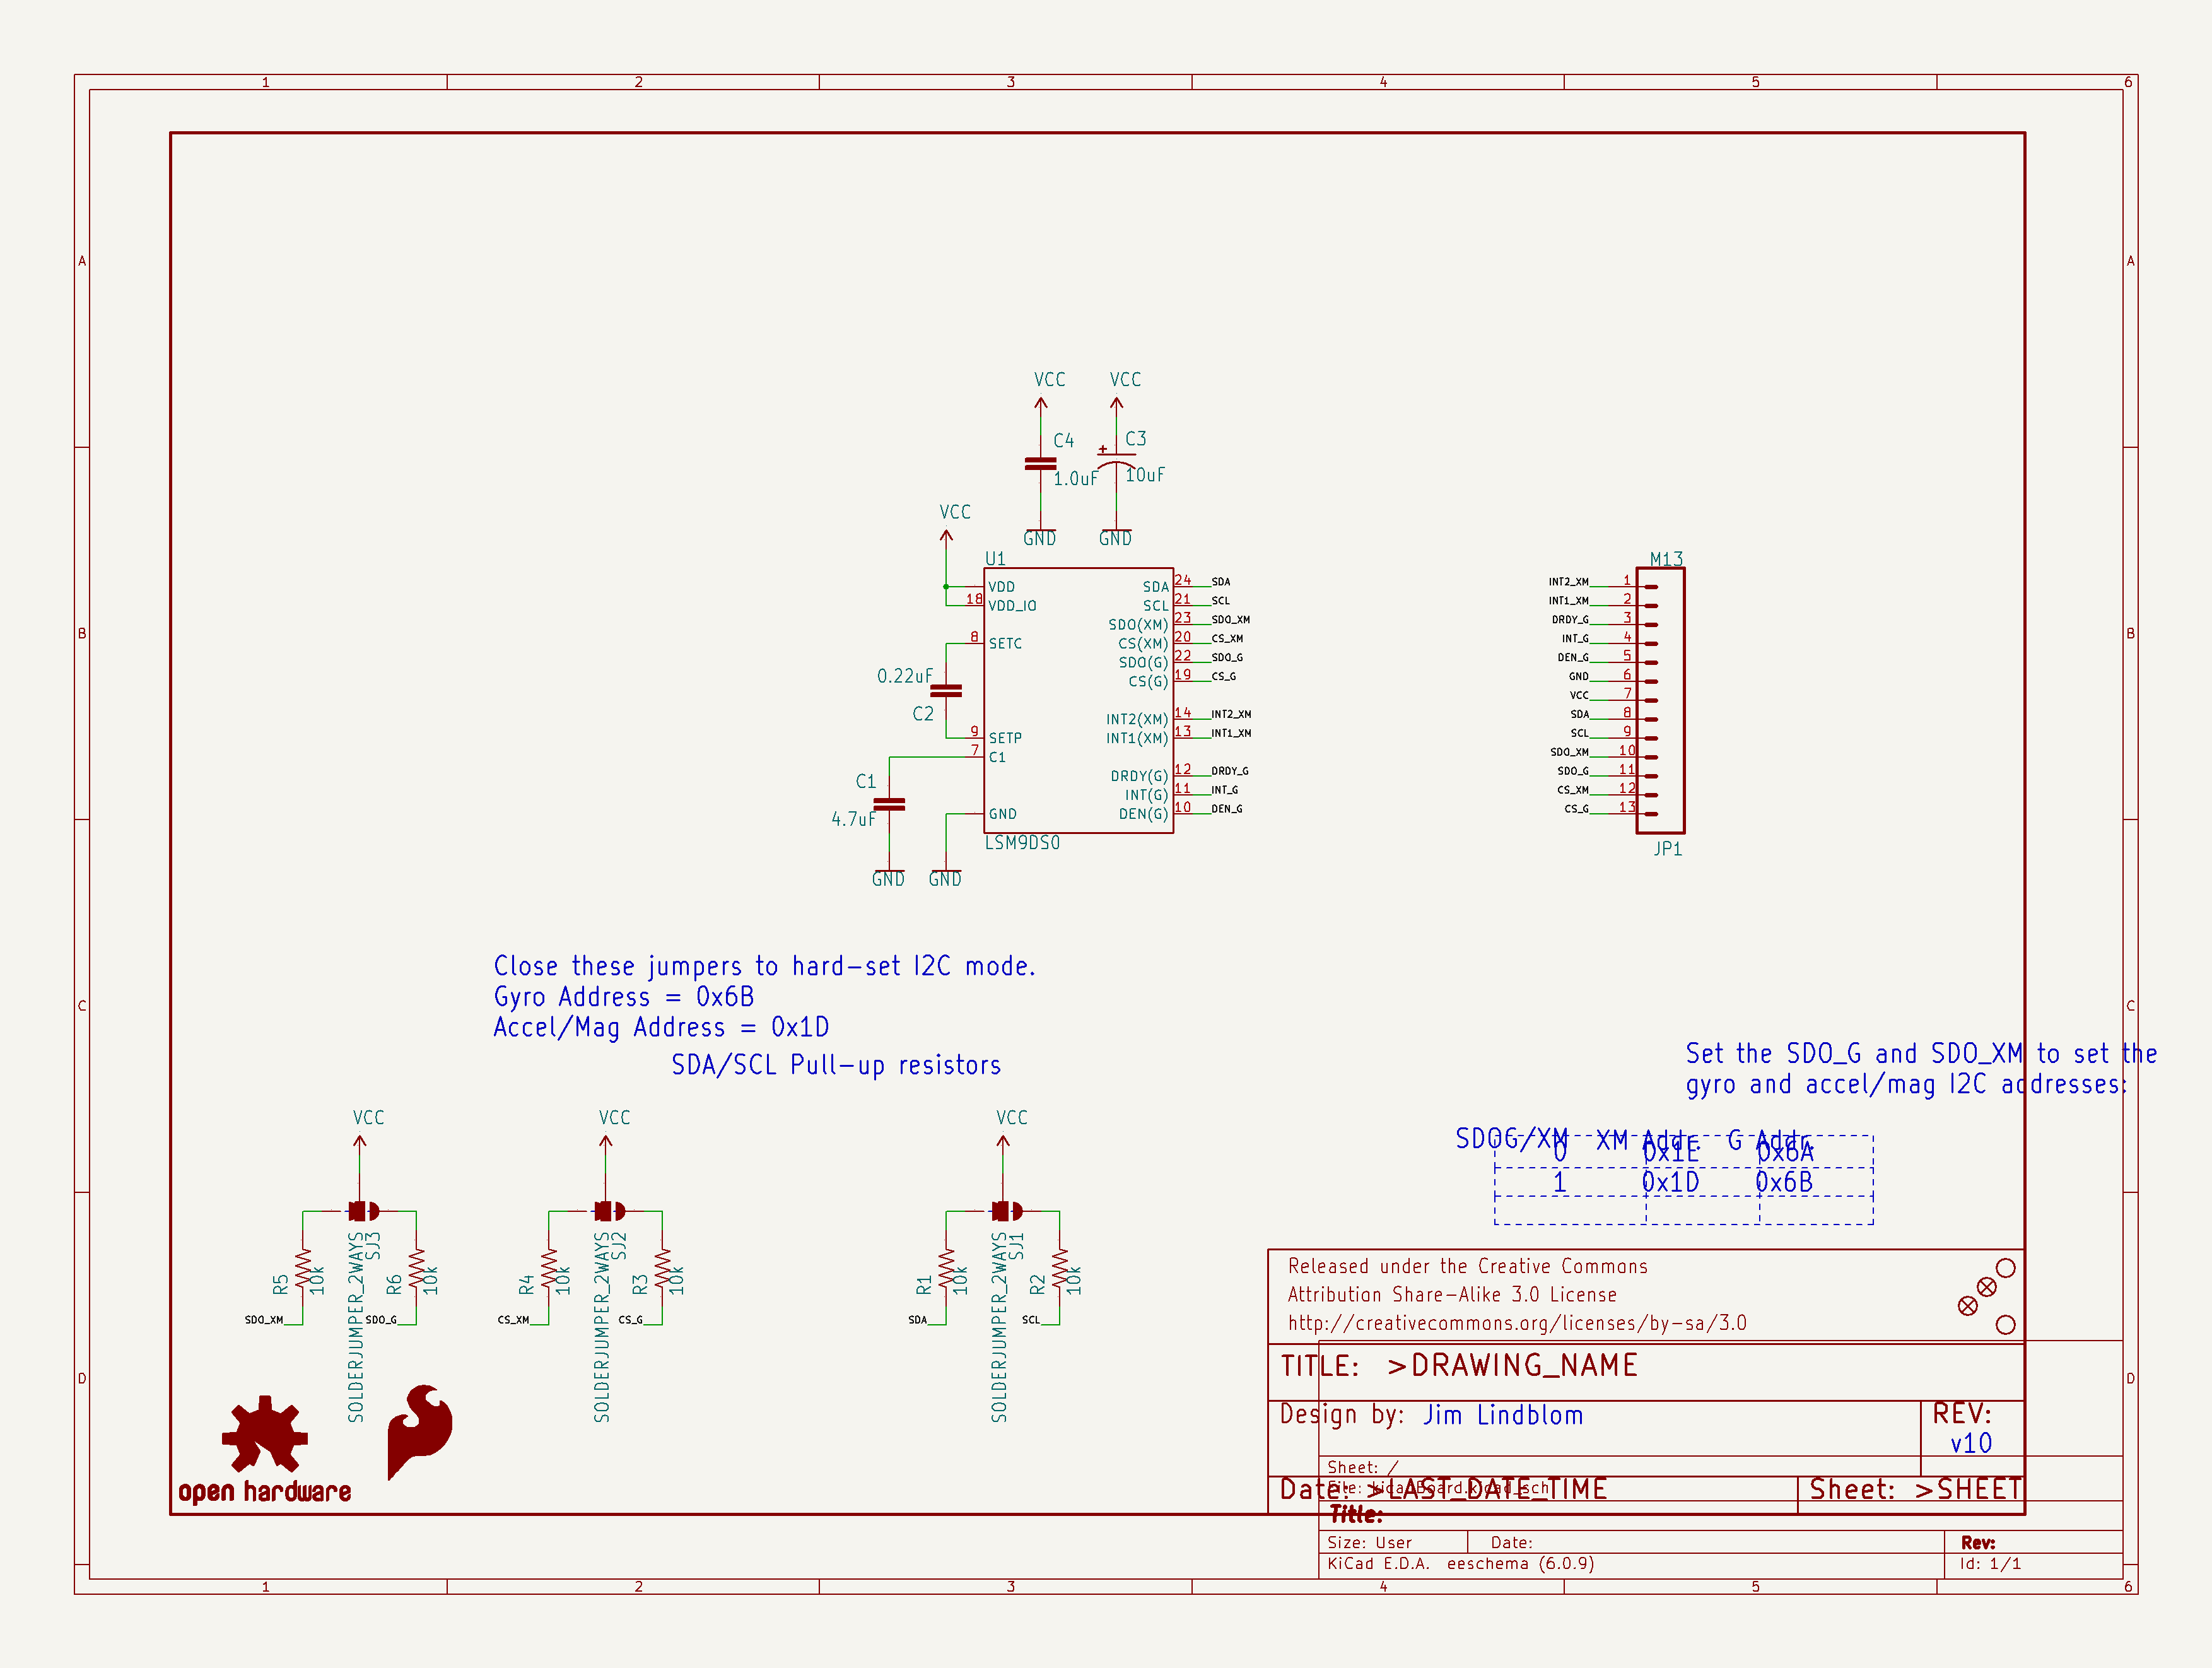 1 2 3 4 5 6
A A
B B
C C
D D
VCC VCC
C4 C3
1.0uF 10uF
GND GND
VCC
U1
VDD
18 VDD_IO
8 SETC
0.22uF
C2
9 SETP
7 C1
C1
4.7uF
GND
LSM9DS0
GND GND
SDA 24 SDA
SCL 21 SCL
SDO(XM) 23 SDO_XM
CS(XM) 20 CS_XM
SDO(G) 22 SDO_G
CS(G) 19 CS_G
INT2(XM) 14 INT2_XM
INT1(XM) 13 INT1_XM
DRDY(G) 12 DRDY_G
INT(G) 11 INT_G
DEN(G) 10 DEN_G
M13
INT2_XM 1
INT1_XM 2
DRDY_G 3
INT_G 4
DEN_G 5
GND 6
VCC 7
SDA 8
SCL 9
SDO_XM 10
SDO_G 11
CS_XM 12
CS_G 13
JP1
Close these jumpers to hard-set I2C mode.
Gyro Address = 0x6B
Accel/Mag Address = 0x1D
SDA/SCL Pull-up resistors
Set the SDO_G and SDO_XM to set the
gyro and accel/mag I2C addresses:
SDOG/XM XM Addr. G Addr.
0 0x1E 0x6A
1 0x1D 0x6B
VCC VCC VCC
R5 10k SOLDERJUMPER_2WAYS SJ3 R6 10k
SDO_XM SDO_G
R4 10k SOLDERJUMPER_2WAYS SJ2 R3 10k
CS_XM CS_G
R1 10k SOLDERJUMPER_2WAYS SJ1 R2 10k
SDA SCL
open hardware
Released under the Creative Commons
Attribution Share-Alike 3.0 License
http://creativecommons.org/licenses/by-sa/3.0
TITLE: >DRAWING_NAME
Design by: Jim Lindblom
REV:
v10
Date: >LAST_DATE_TIME
Sheet: >SHEET
Sheet: /
File: kicadBoard.kicad_sch
Title:
Size: User Date: Rev:
KiCad E.D.A. eeschema (6.0.9) Id: 1/1
1 2 3 4 5 6